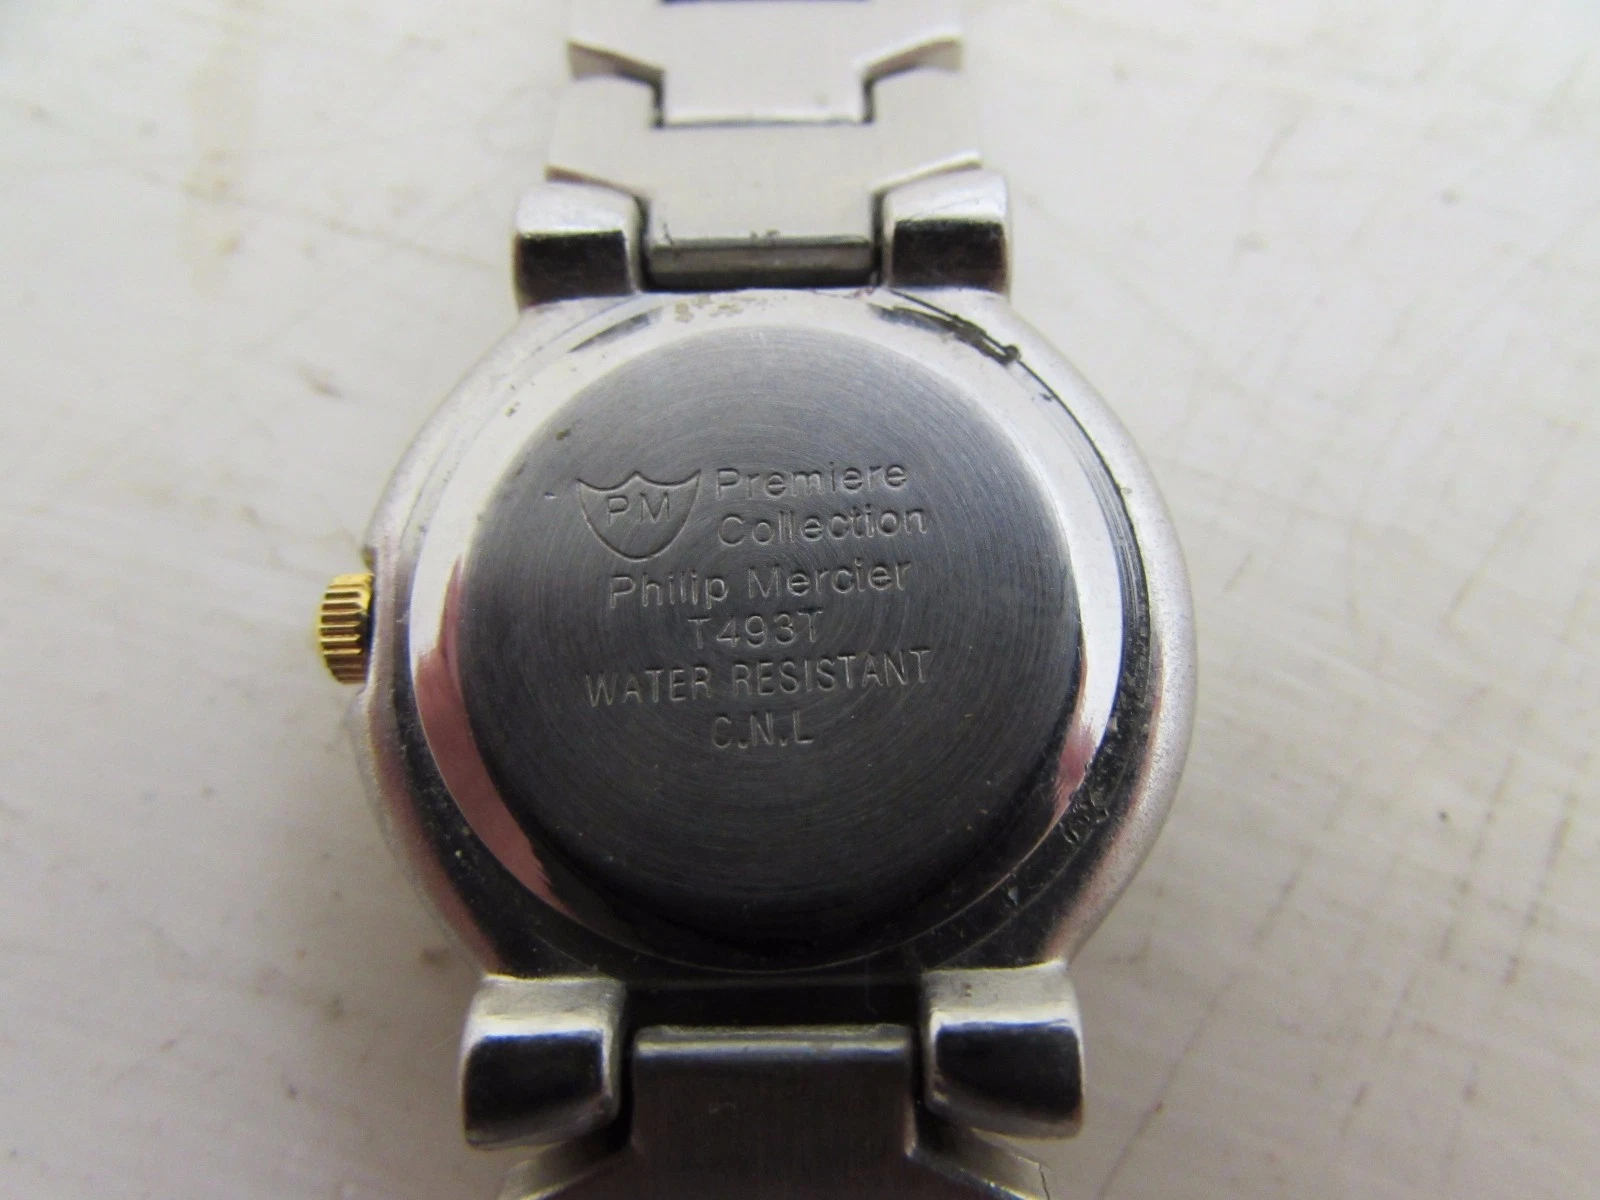 PM Premiere
Collection
Philip Mercier
T493T
WATER RESISTANT
C.N.L